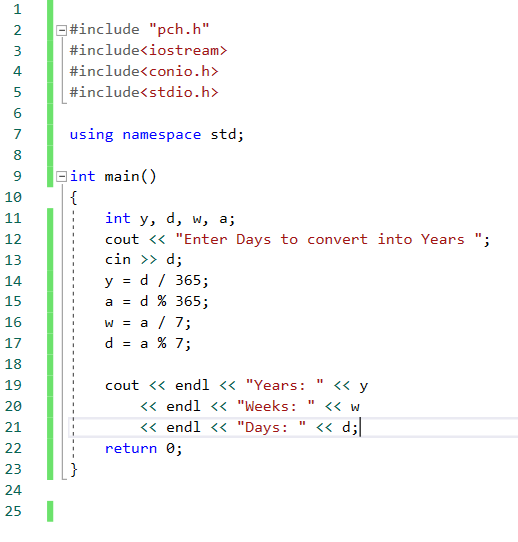 1
2 #include "pch.h"
3 #include<iostream>
4 #include<conio.h>
5 #include<stdio.h>
6
7 using namespace std;
8
9 int main()
10 {
11     int y, d, w, a;
12     cout << "Enter Days to convert into Years ";
13     cin >> d;
14     y = d / 365;
15     a = d % 365;
16     w = a / 7;
17     d = a % 7;
18
19     cout << endl << "Years: " << y
20         << endl << "Weeks: " << w
21         << endl << "Days: " << d;
22     return 0;
23 }
24
25